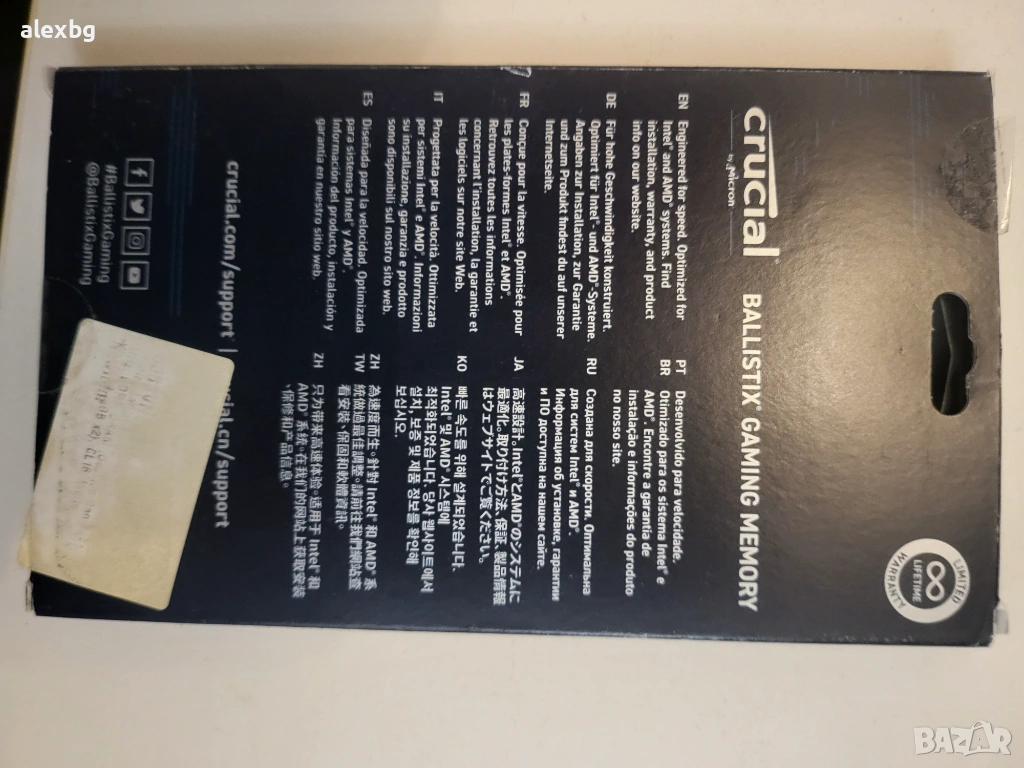 alexbg
crucial®
by Micron
BALLISTIX® GAMING MEMORY
LIMITED
LIFETIME
WARRANTY
EN Engineered for speed. Optimized for
Intel® and AMD® systems. Find
installation, warranty, and product
info on our website.
DE Für hohe Geschwindigkeit konstruiert.
Optimiert für Intel®- und AMD®-Systeme.
Angaben zur Installation, zur Garantie
und zum Produkt findest du auf unserer
Internetseite.
FR Conçue pour la vitesse. Optimisée pour
les plates-formes Intel® et AMD®.
Retrouvez toutes les informations
concernant l'installation, la garantie et
les logiciels sur notre site Web.
IT Progettata per la velocità. Ottimizzata
per sistemi Intel® e AMD®. Informazioni
su installazione, garanzia e prodotto
sono disponibili sul nostro sito web.
ES Diseñada para la velocidad. Optimizada
para sistemas Intel® y AMD®.
Información del producto, instalación y
garantía en nuestro sitio web.
PT Desenvolvido para velocidade.
BR Otimizado para os sistema Intel® e
AMD®. Encontre a garantia de
instalação e informações do produto
no nosso site.
RU Создана для скорости. Оптимальна
для систем Intel® и AMD®.
Информация об установке, гарантии
и ПО доступна на нашем сайте.
JA 高速設計。Intel®とAMD®のシステムに
最適化。取り付け方法、保証、製品情報
はウェブサイトでご覧ください。
KO 빠른 속도를 위해 설계되었습니다.
Intel® 및 AMD® 시스템에
최적화되었습니다. 당사 웹사이트에서
설치, 보증 및 제품 정보를 확인해
보십시오.
ZH 為速度而生。針對 Intel® 和 AMD® 系
TW 統做過最佳調整。請前往我們網站查
看安裝、保固和軟體資訊。
ZH 只为带来高速体验。适用于 Intel® 和
AMD® 系统。在我们的网站上获取安装
、保修和产品信息。
crucial.com/support |
cial.cn/support
#BallistixGaming
@BallistixGaming
BAZAR